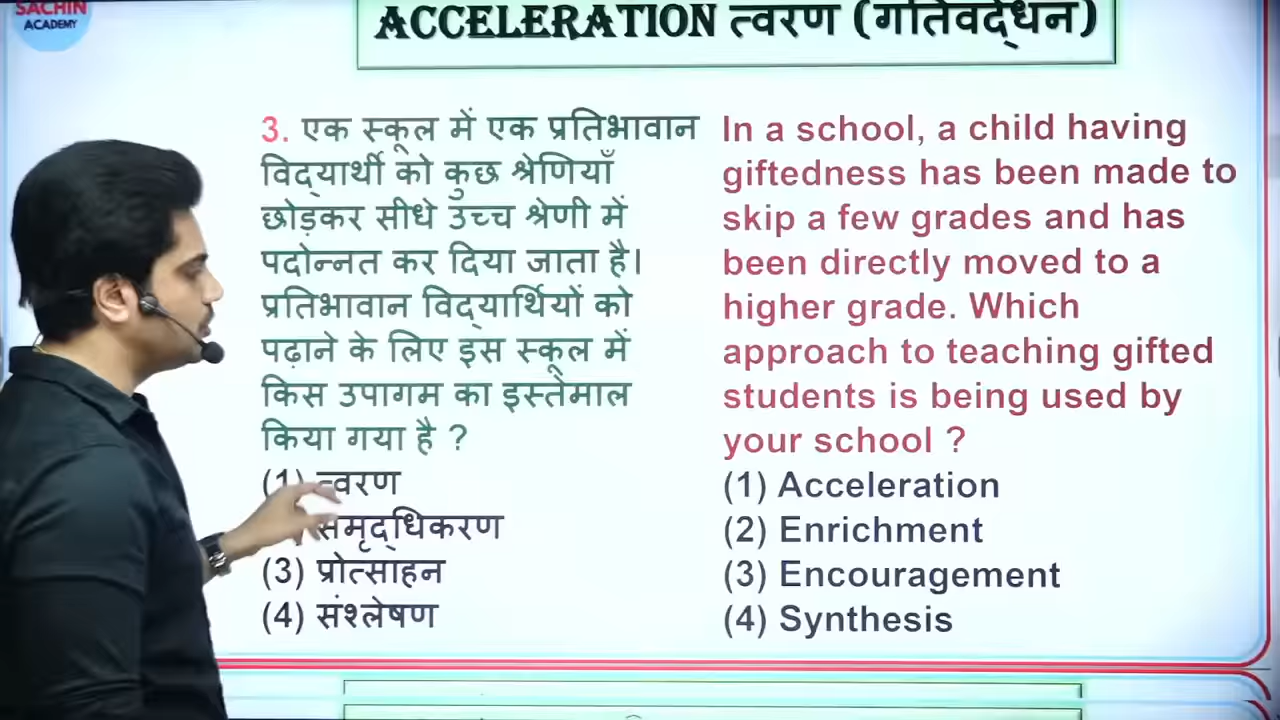 SACHIN
ACADEMY
ACCELERATION त्वरण (गतिवर्द्धन)
3. एक स्कूल में एक प्रतिभावान
विद्यार्थी को कुछ श्रेणियाँ
छोड़कर सीधे उच्च श्रेणी में
पदोन्नत कर दिया जाता है।
प्रतिभावान विद्यार्थियों को
पढ़ाने के लिए इस स्कूल में
किस उपागम का इस्तेमाल
किया गया है ?
(1) त्वरण
समृद्धिकरण
(3) प्रोत्साहन
(4) संश्लेषण
In a school, a child having
giftedness has been made to
skip a few grades and has
been directly moved to a
higher grade. Which
approach to teaching gifted
students is being used by
your school ?
(1) Acceleration
(2) Enrichment
(3) Encouragement
(4) Synthesis